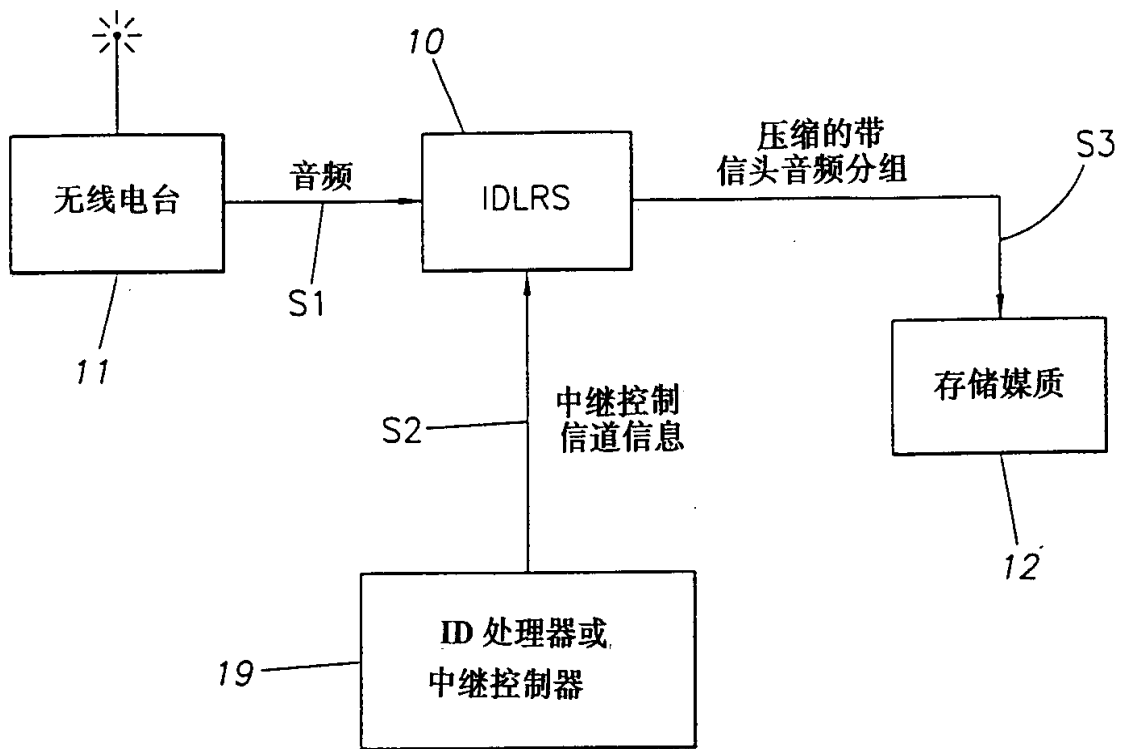 10
无线电台
音频
IDLRS
压缩的带
信头音频分组
S3
S1
11
存储媒质
S2
中继控制
信道信息
12
19
ID 处理器或
中继控制器